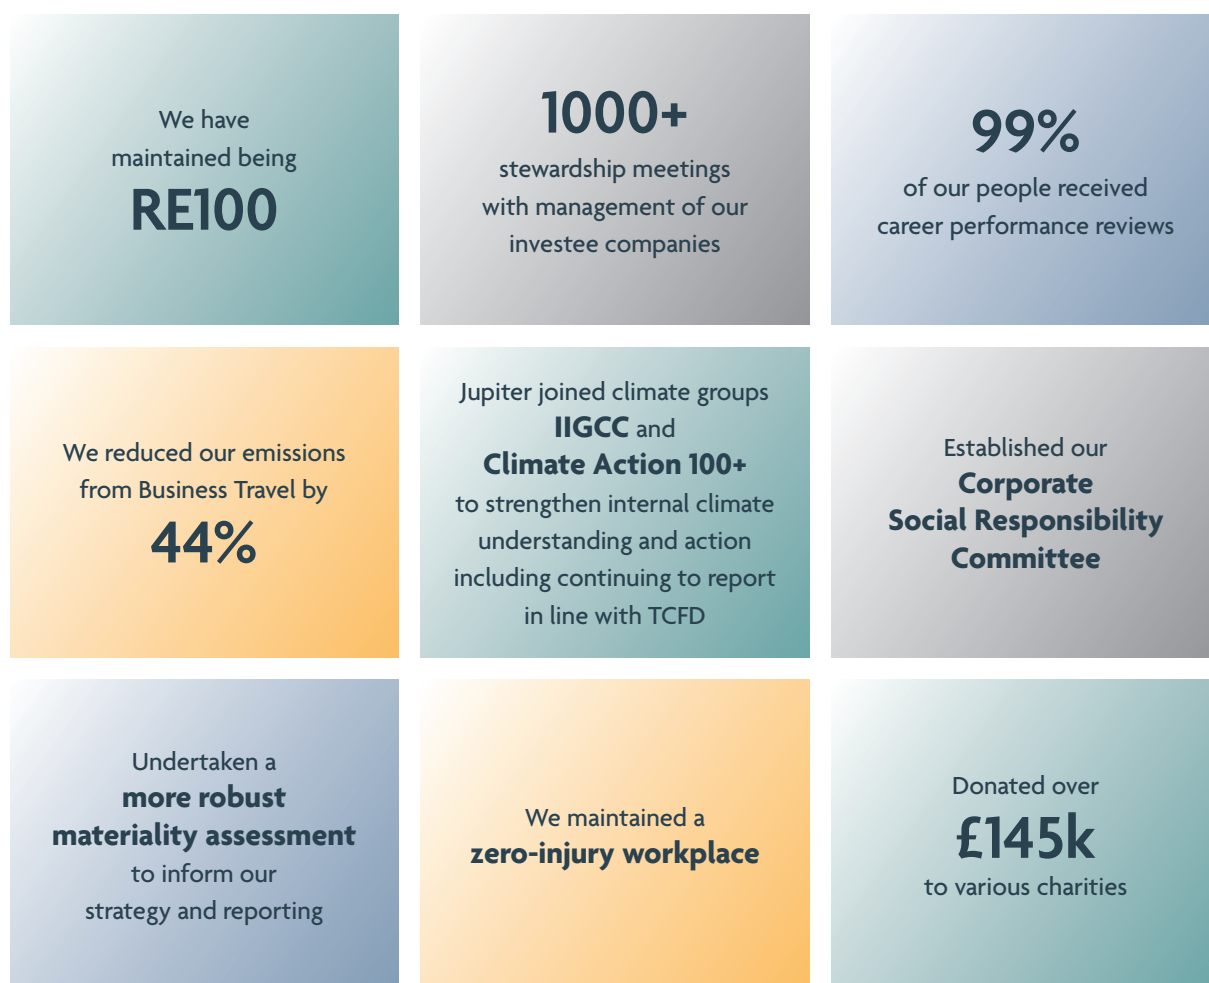 We have
maintained being
RE100
1000+
stewardship meetings
with management of our
investee companies
99%
of our people received
career performance reviews
We reduced our emissions
from Business Travel by
44%
Jupiter joined climate groups
IIGCC and
Climate Action 100+
to strengthen internal climate
understanding and action
including continuing to report
in line with TCFD
Established our
Corporate
Social Responsibility
Committee
Undertaken a
more robust
materiality assessment
to inform our
strategy and reporting
We maintained a
zero-injury workplace
Donated over
£145k
to various charities